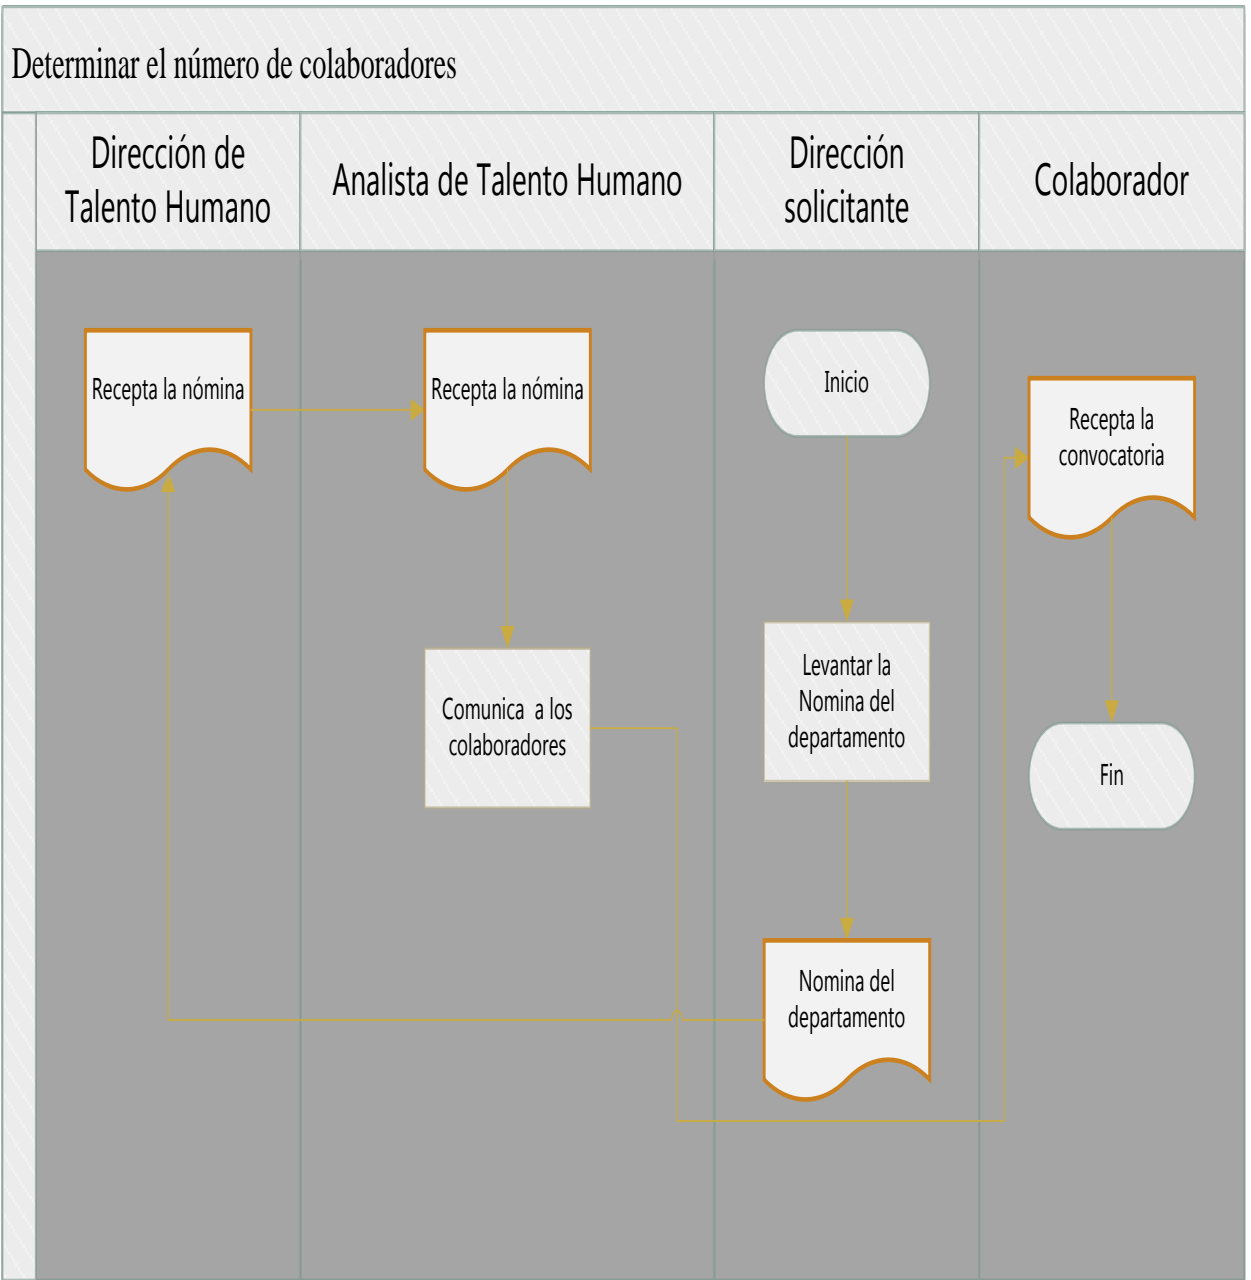 Determinar el número de colaboradores
Dirección de
Talento Humano
Analista de Talento Humano
Dirección
solicitante
Colaborador
Recepta la nómina
Recepta la nómina
Inicio
Recepta la
convocatoria
Levantar la
Nomina del
departamento
Comunica  a los
colaboradores
Fin
Nomina del
departamento